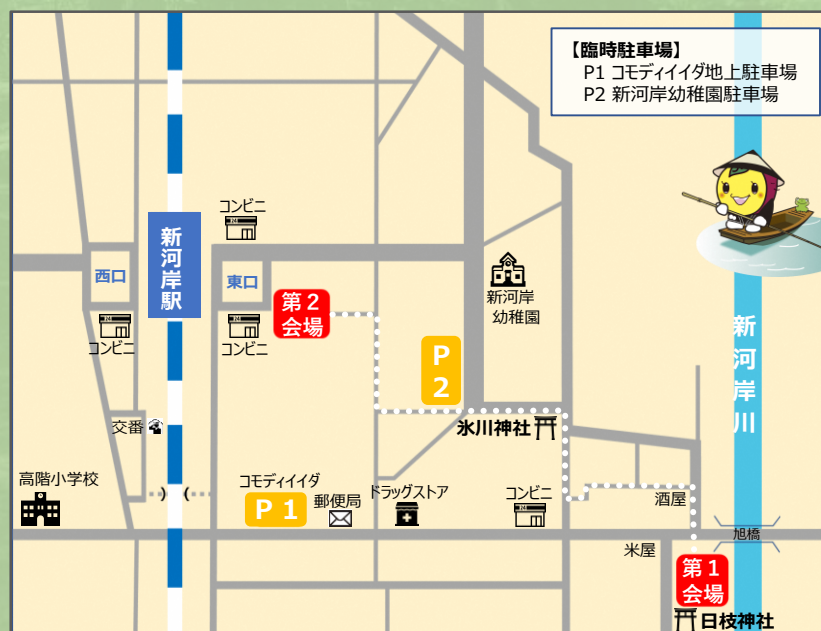 【臨時駐車場】
P1 コモディイイダ地上駐車場
P2 新河岸幼稚園駐車場
コンビニ
新河岸駅
西口
東口
第2
会場
新河岸
幼稚園
コンビニ
コンビニ
P
2
新河岸川
交番
氷川神社
高階小学校
コモディイイダ
P1
郵便局
ドラッグストア
コンビニ
酒屋
旭橋
米屋
第1
会場
日枝神社